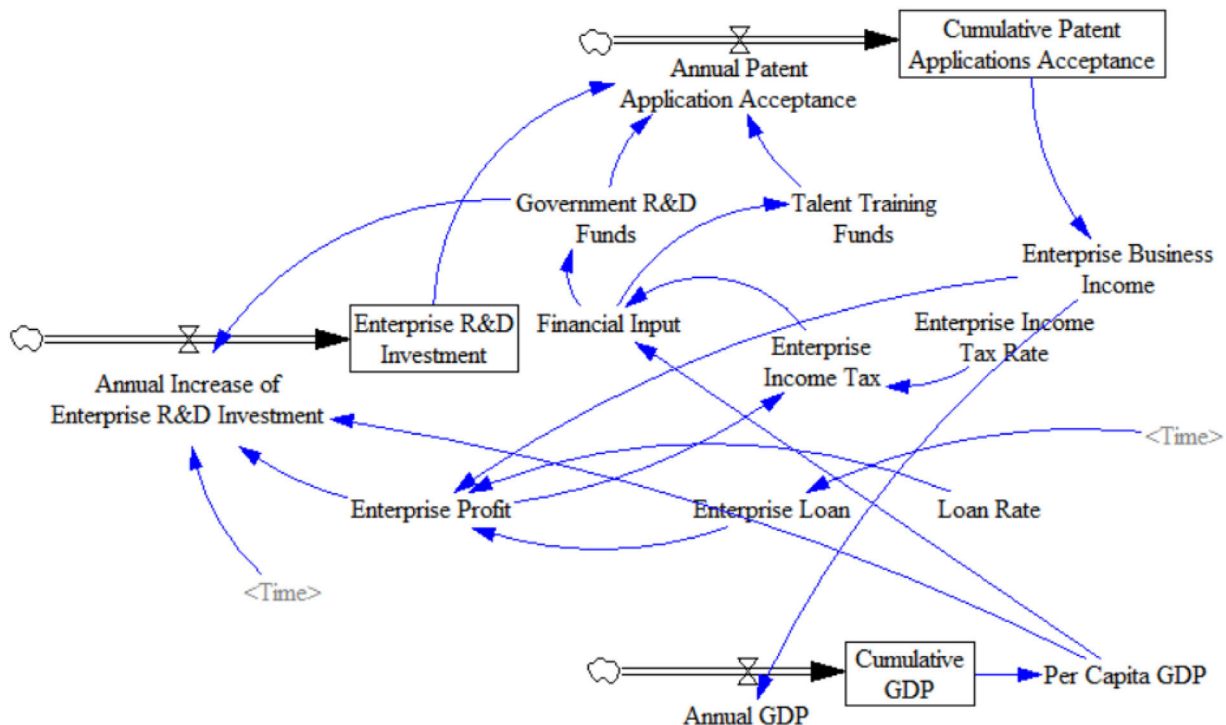 Cumulative Patent
Applications Acceptance
Annual Patent
Application Acceptance
Government R&D
Funds
Talent Training
Funds
Enterprise Business
Income
Enterprise R&D
Investment
Financial Input
Enterprise
Income Tax
Enterprise Income
Tax Rate
Annual Increase of
Enterprise R&D Investment
<Time>
Enterprise Profit
Enterprise Loan
Loan Rate
<Time>
Cumulative
GDP
Per Capita GDP
Annual GDP